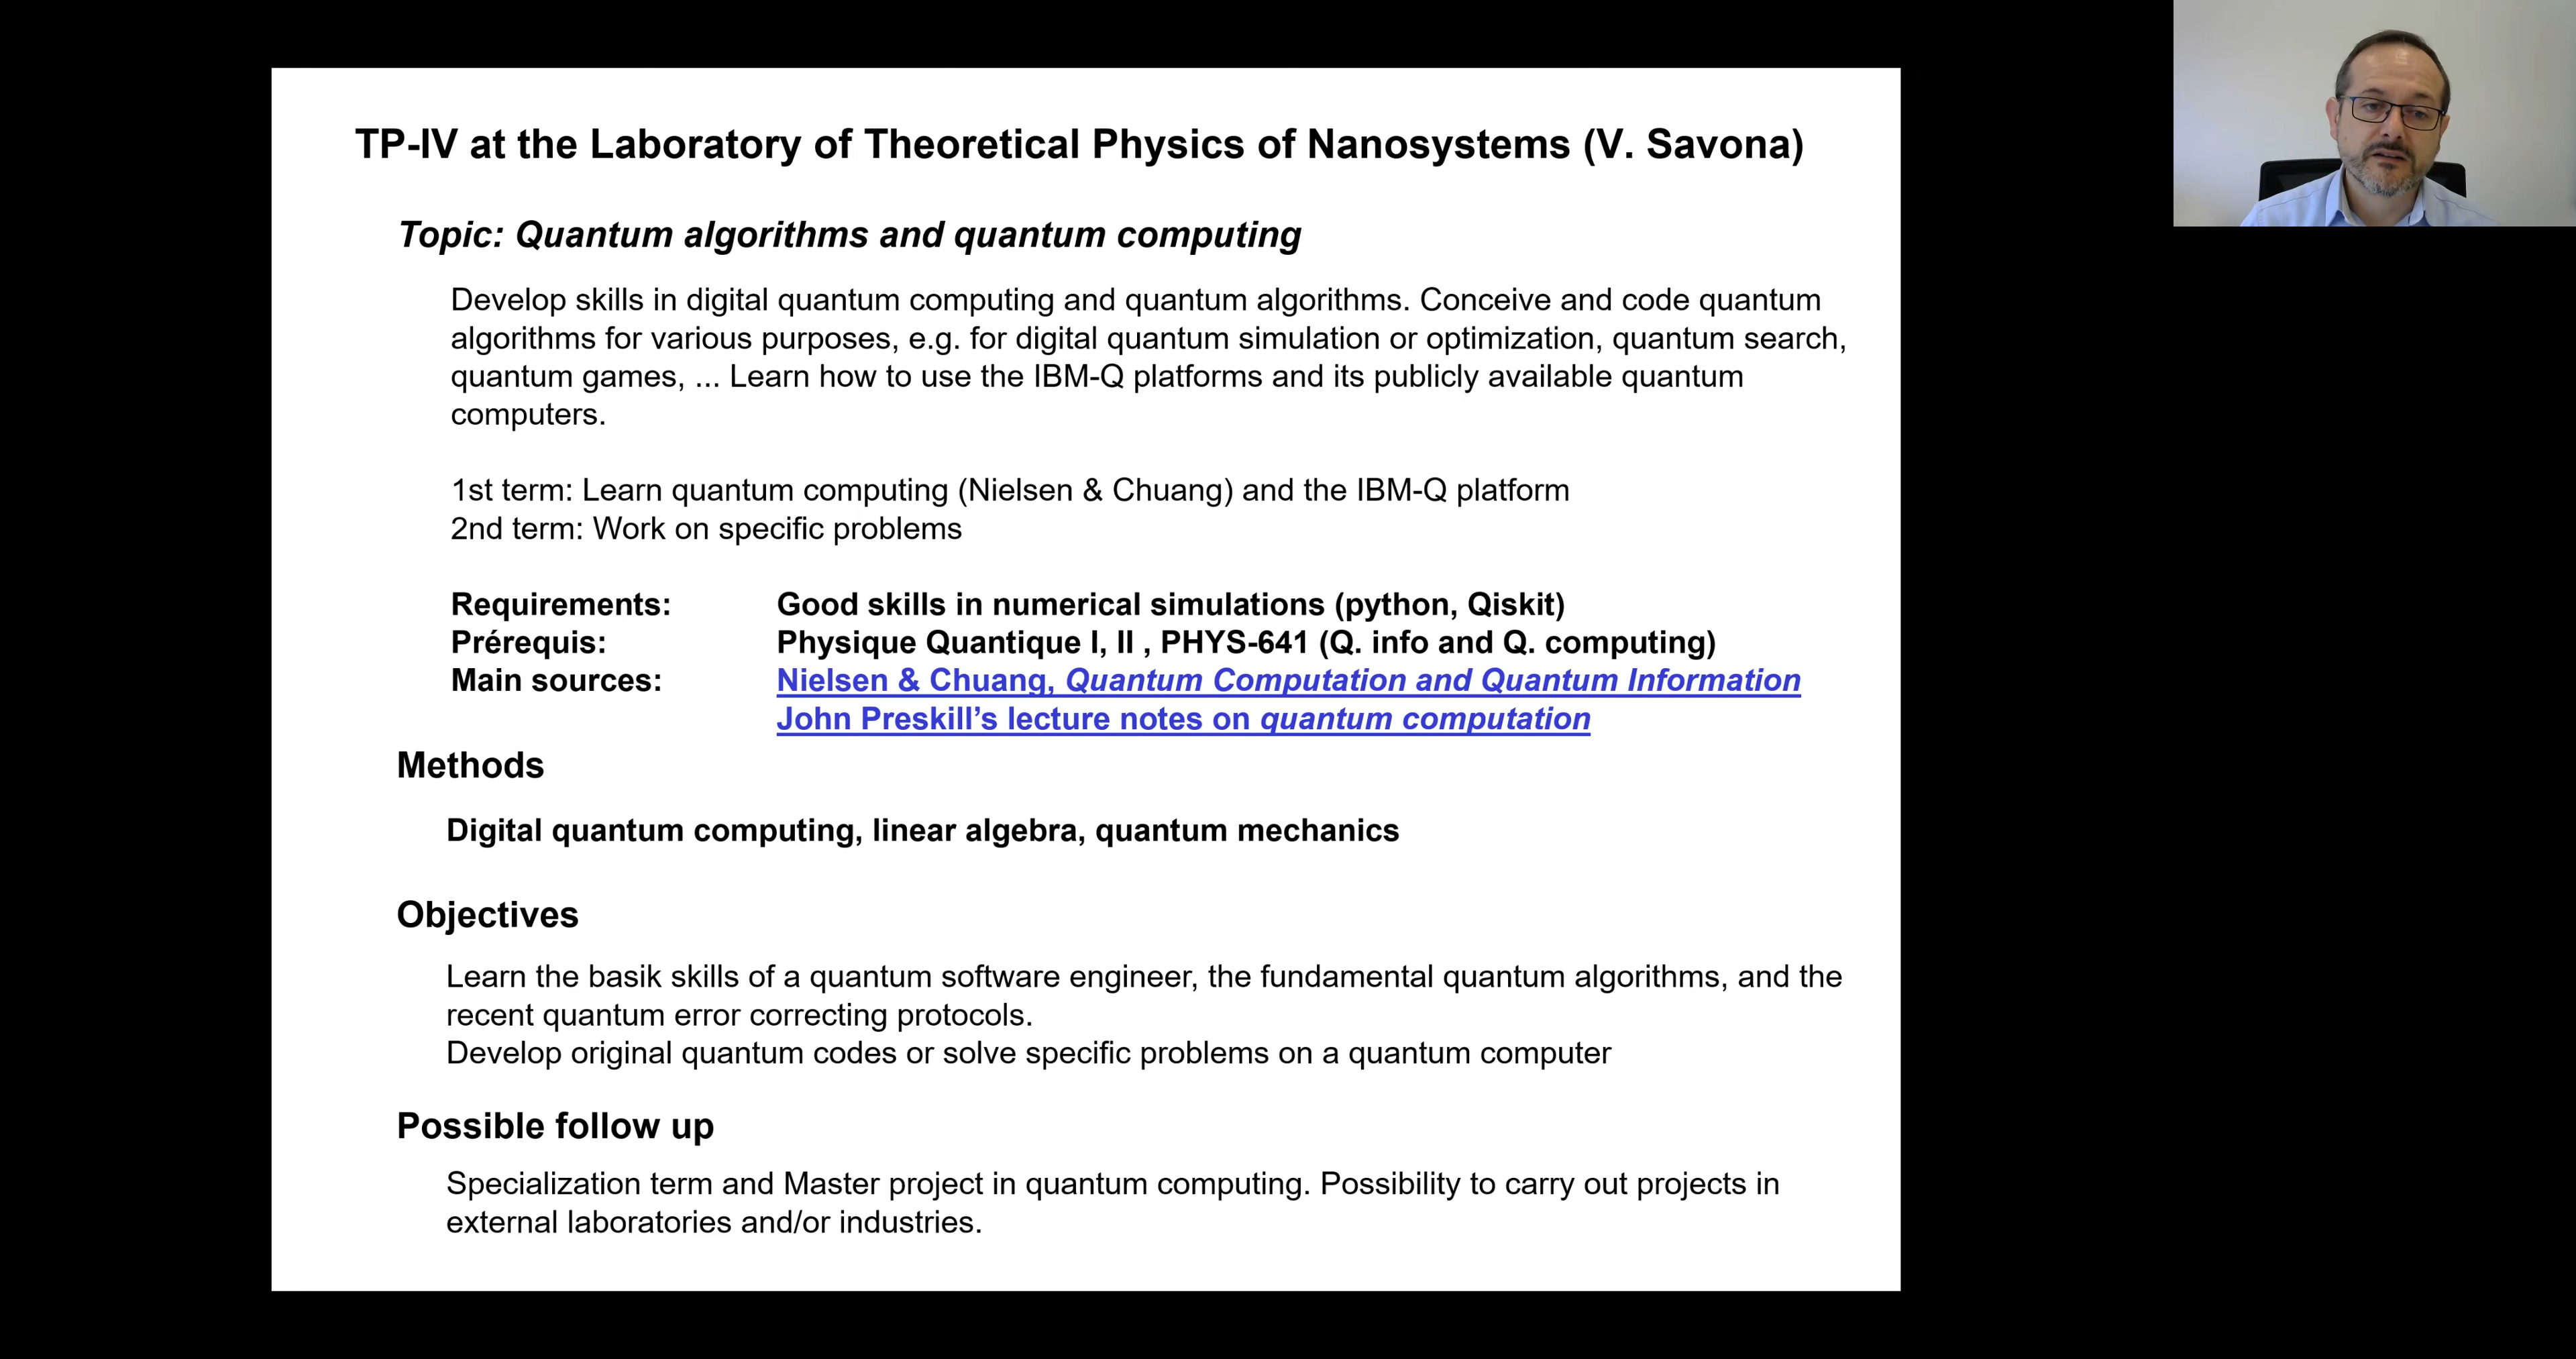 TP-IV at the Laboratory of Theoretical Physics of Nanosystems (V. Savona)
Topic: Quantum algorithms and quantum computing
Develop skills in digital quantum computing and quantum algorithms. Conceive and code quantum
algorithms for various purposes, e.g. for digital quantum simulation or optimization, quantum search,
quantum games, ... Learn how to use the IBM-Q platforms and its publicly available quantum
computers.
1st term: Learn quantum computing (Nielsen & Chuang) and the IBM-Q platform
2nd term: Work on specific problems
Requirements: Good skills in numerical simulations (python, Qiskit)
Prérequis: Physique Quantique I, II , PHYS-641 (Q. info and Q. computing)
Main sources: Nielsen & Chuang, Quantum Computation and Quantum Information
John Preskill’s lecture notes on quantum computation
Methods
Digital quantum computing, linear algebra, quantum mechanics
Objectives
Learn the basik skills of a quantum software engineer, the fundamental quantum algorithms, and the
recent quantum error correcting protocols.
Develop original quantum codes or solve specific problems on a quantum computer
Possible follow up
Specialization term and Master project in quantum computing. Possibility to carry out projects in
external laboratories and/or industries.